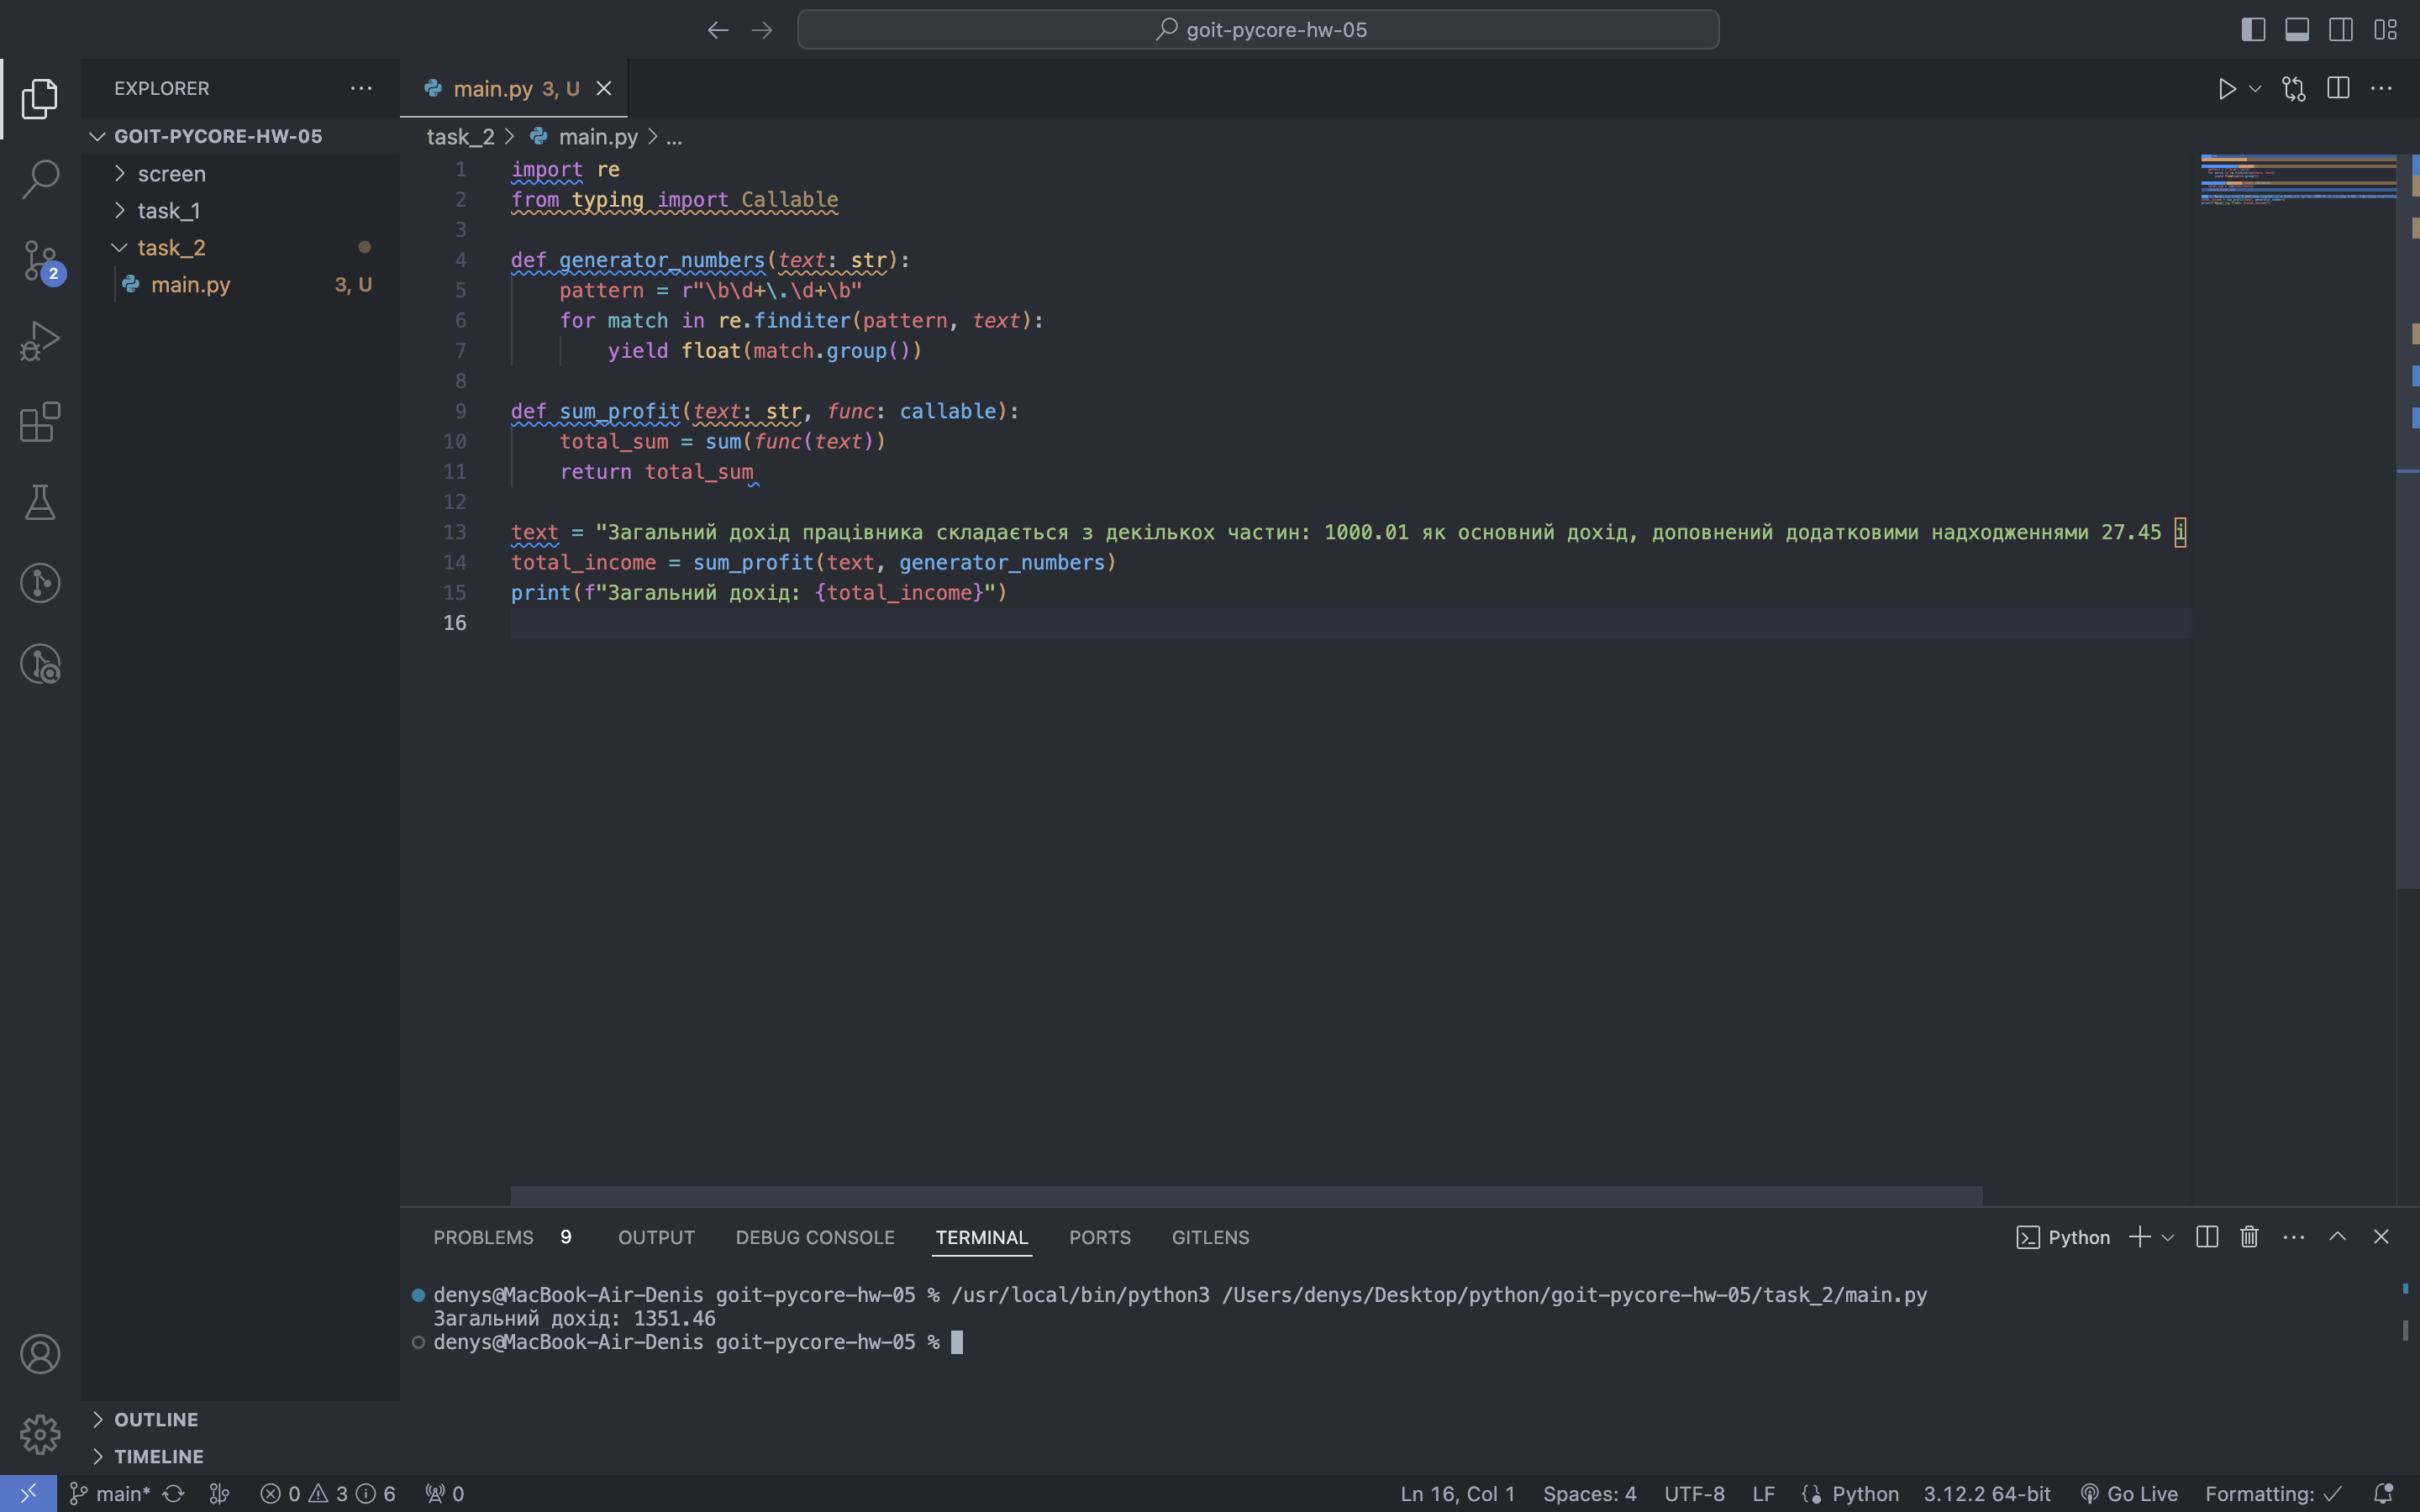 goit-pycore-hw-05
EXPLORER
main.py 3, U
GOIT-PYCORE-HW-05
task_2 > main.py > ...
screen
task_1
task_2
main.py 3, U
2
1 import re
2 from typing import Callable
3
4 def generator_numbers(text: str):
5 pattern = r"\b\d+\.\d+\b"
6 for match in re.finditer(pattern, text):
7 yield float(match.group())
8
9 def sum_profit(text: str, func: callable):
10 total_sum = sum(func(text))
11 return total_sum
12
13 text = "Загальний дохід працівника складається з декількох частин: 1000.01 як основний дохід, доповнений додатковими надходженнями 27.45 і
14 total_income = sum_profit(text, generator_numbers)
15 print(f"Загальний дохід: {total_income}")
16
PROBLEMS 9 OUTPUT DEBUG CONSOLE TERMINAL PORTS GITLENS
Python
denys@MacBook-Air-Denis goit-pycore-hw-05 % /usr/local/bin/python3 /Users/denys/Desktop/python/goit-pycore-hw-05/task_2/main.py
Загальний дохід: 1351.46
denys@MacBook-Air-Denis goit-pycore-hw-05 %
OUTLINE
TIMELINE
main* 0 3 6 0 Ln 16, Col 1 Spaces: 4 UTF-8 LF Python 3.12.2 64-bit Go Live Formatting: